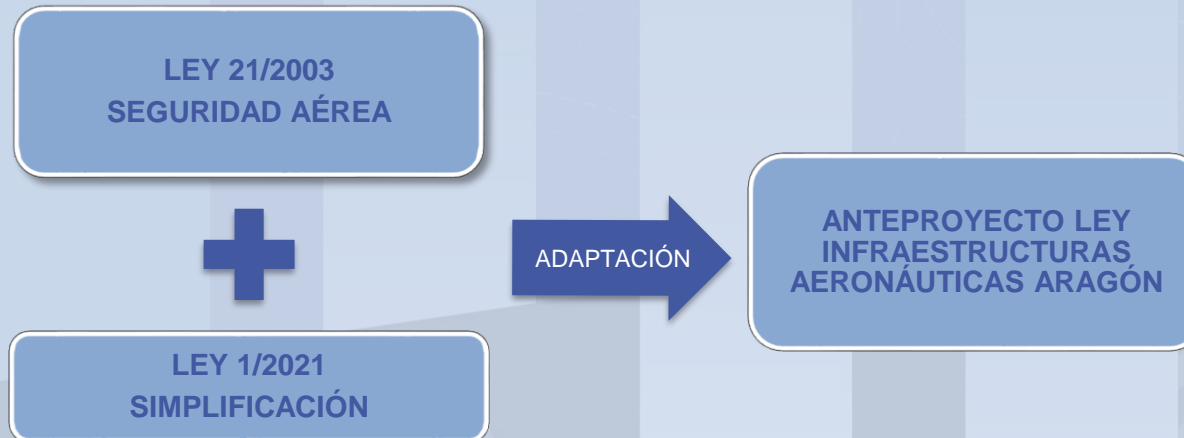 LEY 21/2003
SEGURIDAD AÉREA
LEY 1/2021
SIMPLIFICACIÓN
ADAPTACIÓN
ANTEPROYECTO LEY
INFRAESTRUCTURAS
AERONÁUTICAS ARAGÓN